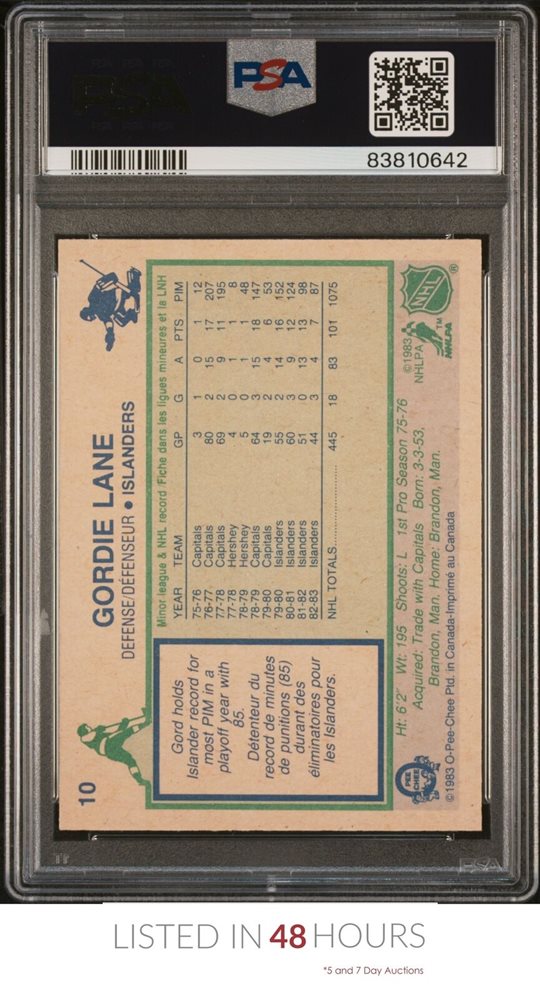 PSA
83810642
10
GORDIE LANE
DEFENSE/DÉFENSEUR • ISLANDERS
Gord holds
Islander record for
most PIM in a
playoff year with
85.
Détenteur du
record de minutes
de punitions (85)
durant des
éliminatoires pour
les Islanders.
Minor league & NHL record/Fiche dans les ligues mineures et la LNH
YEAR TEAM GP G A PTS PIM
75-76 Capitals 3 1 0 1 12
76-77 Capitals 80 2 15 17 207
77-78 Capitals 69 2 9 11 195
77-78 Hershey 4 0 1 1 8
78-79 Hershey 5 0 1 1 48
78-79 Capitals 64 3 15 18 147
79-80 Capitals 19 2 4 6 53
79-80 Islanders 55 2 14 16 152
80-81 Islanders 60 3 9 12 124
81-82 Islanders 51 0 13 13 98
82-83 Islanders 44 3 4 7 87
NHL TOTALS 445 18 83 101 1075
Ht: 6'2" Wt: 195 Shoots: L 1st Pro Season 75-76
Acquired: Trade with Capitals Born: 3-3-53,
Brandon, Man. Home: Brandon, Man.
O PEE CHEE
©1983 O-Pee-Chee Ptd. in Canada-Imprimé au Canada
©1983
NHLPA
NHLPA
TM
NHL
®
PSA
LISTED IN 48 HOURS
*5 and 7 Day Auctions